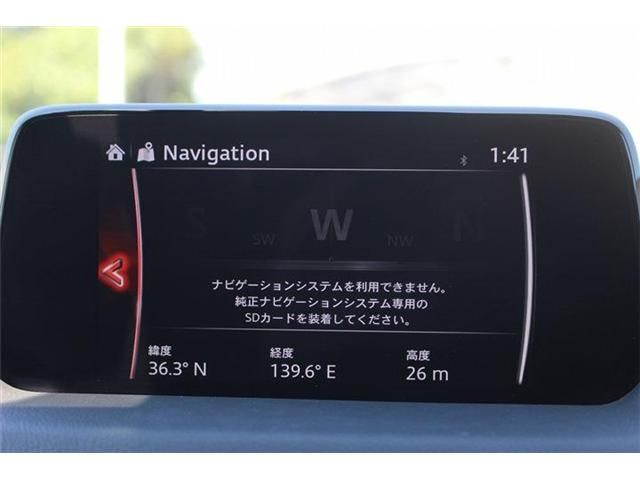 Navigation 1:41
S SW W NW N
ナビゲーションシステムを利用できません。
純正ナビゲーションシステム専用の
SDカードを装着してください。
緯度 経度 高度
36.3° N 139.6° E 26 m